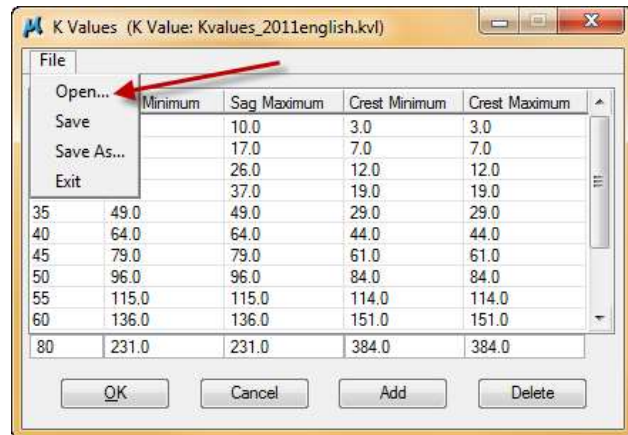 K Values (K Value: Kvalues_2011english.kvl)
File
Open...
Save
Save As...
Exit
Minimum Sag Maximum Crest Minimum Crest Maximum
10.0 3.0 3.0
17.0 7.0 7.0
26.0 12.0 12.0
37.0 19.0 19.0
35 49.0 49.0 29.0 29.0
40 64.0 64.0 44.0 44.0
45 79.0 79.0 61.0 61.0
50 96.0 96.0 84.0 84.0
55 115.0 115.0 114.0 114.0
60 136.0 136.0 151.0 151.0
80 231.0 231.0 384.0 384.0
OK Cancel Add Delete